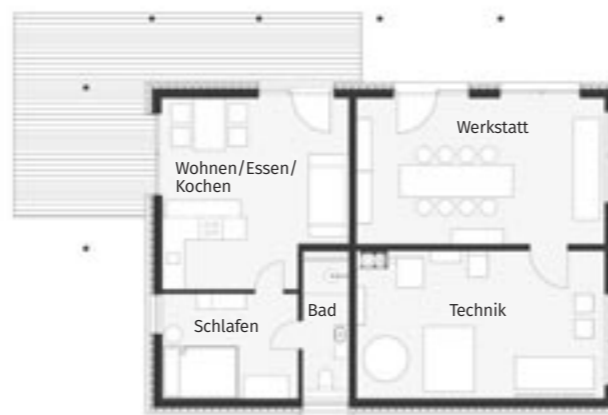 Werkstatt
Wohnen/Essen/
Kochen
Bad
Technik
Schlafen